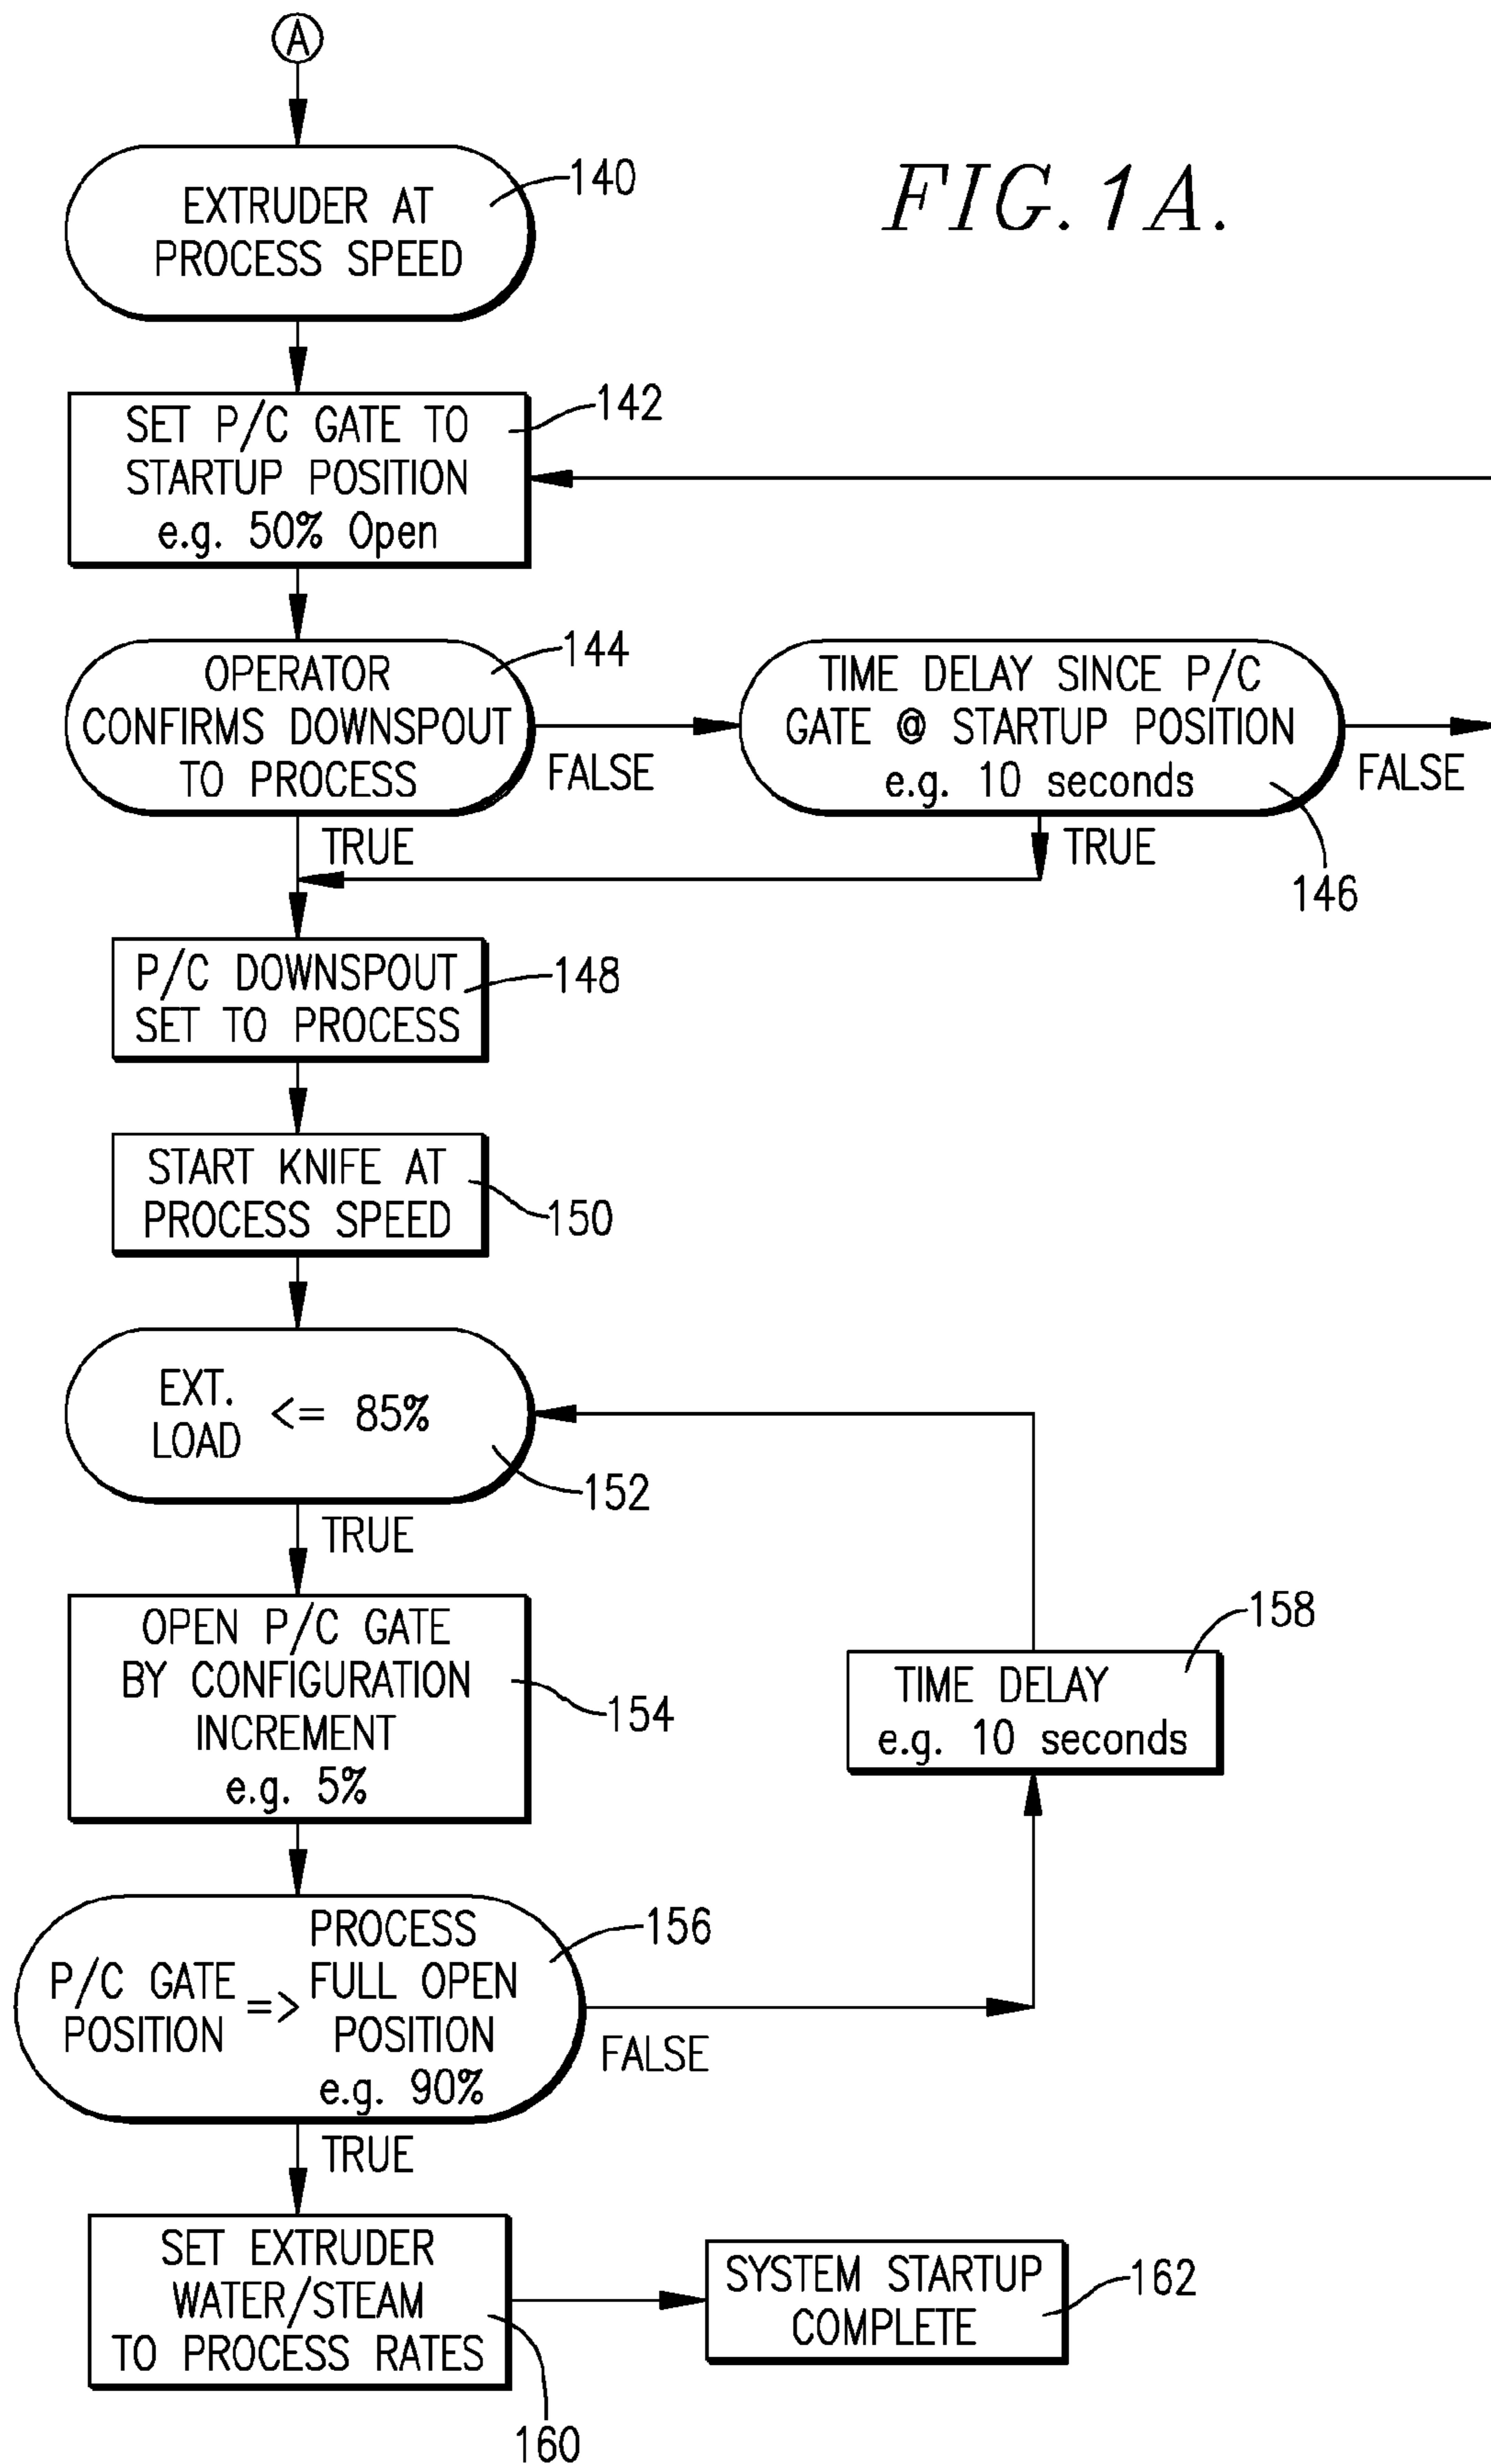 A
FIG. 1A.
EXTRUDER AT
PROCESS SPEED
140
SET P/C GATE TO
STARTUP POSITION
e.g. 50% Open
142
OPERATOR
CONFIRMS DOWNSPOUT
TO PROCESS
144
FALSE
TRUE
TIME DELAY SINCE P/C
GATE @ STARTUP POSITION
e.g. 10 seconds
146
FALSE
TRUE
P/C DOWNSPOUT
SET TO PROCESS
148
START KNIFE AT
PROCESS SPEED
150
EXT.
LOAD <= 85%
152
TRUE
OPEN P/C GATE
BY CONFIGURATION
INCREMENT
e.g. 5%
154
TIME DELAY
e.g. 10 seconds
158
P/C GATE
POSITION
=>
PROCESS
FULL OPEN
POSITION
e.g. 90%
156
FALSE
TRUE
SET EXTRUDER
WATER/STEAM
TO PROCESS RATES
160
SYSTEM STARTUP
COMPLETE
162